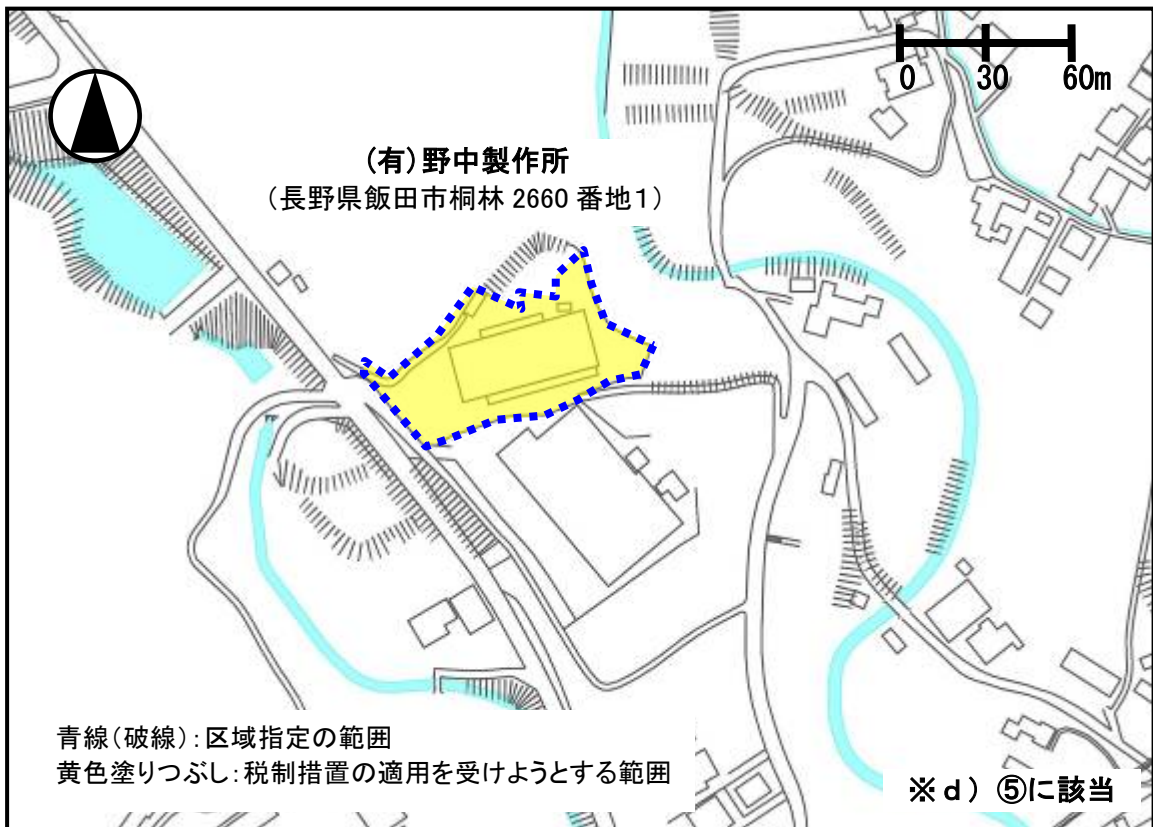 0 30 60m
(有)野中製作所
(長野県飯田市桐林 2660 番地1)
青線(破線):区域指定の範囲
黄色塗りつぶし:税制措置の適用を受けようとする範囲
※d) ⑤に該当